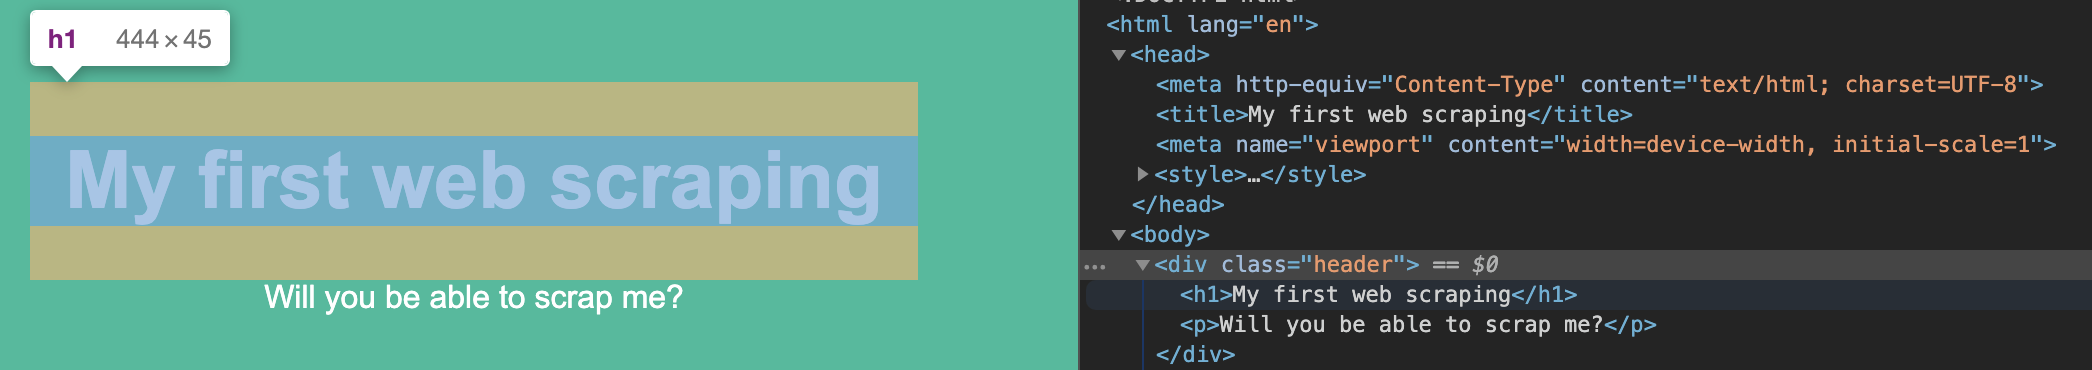 h1 444 × 45
My first web scraping
Will you be able to scrap me?
<html lang="en">
<head>
<meta http-equiv="Content-Type" content="text/html; charset=UTF-8">
<title>My first web scraping</title>
<meta name="viewport" content="width=device-width, initial-scale=1">
<style>…</style>
</head>
<body>
<div class="header"> == $0
<h1>My first web scraping</h1>
<p>Will you be able to scrap me?</p>
</div>